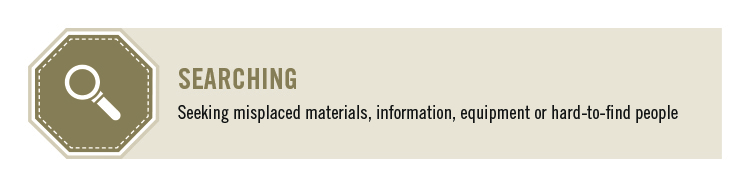 SEARCHING
Seeking misplaced materials, information, equipment or hard-to-find people